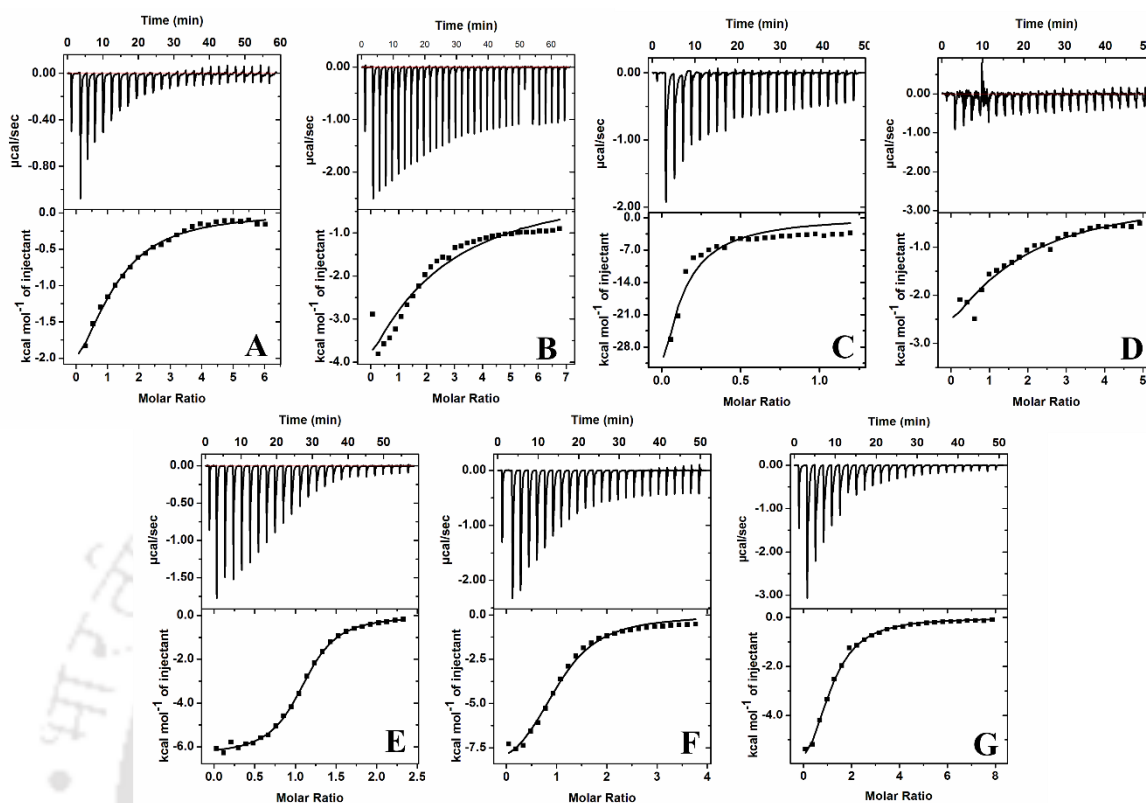 Time (min)
0 10 20 30 40 50 60
0.00
-0.40
-0.80
µcal/sec
0.0
-0.5
-1.0
-1.5
-2.0
kcal mol⁻¹ of injectant
A
0 1 2 3 4 5 6
Molar Ratio
Time (min)
0 10 20 30 40 50 60
0.00
-1.00
-2.00
µcal/sec
-1.0
-2.0
-3.0
-4.0
kcal mol⁻¹ of injectant
B
0 1 2 3 4 5 6 7
Molar Ratio
Time (min)
0 10 20 30 40
0.00
-1.00
-2.00
µcal/sec
0.0
-7.0
-14.0
-21.0
-28.0
kcal mol⁻¹ of injectant
C
0.0 0.5 1.0
Molar Ratio
Time (min)
0 10 20 30 40
0.00
-1.00
-2.00
-3.00
µcal/sec
-1.0
-2.0
-3.0
kcal mol⁻¹ of injectant
D
0 1 2 3 4 5
Molar Ratio
Time (min)
0 10 20 30 40 50
0.00
-0.50
-1.00
-1.50
µcal/sec
0.0
-2.0
-4.0
-6.0
kcal mol⁻¹ of injectant
E
0.0 0.5 1.0 1.5 2.0 2.5
Molar Ratio
Time (min)
0 10 20 30 40 50
0.00
-1.00
-2.00
µcal/sec
0.0
-2.5
-5.0
-7.5
kcal mol⁻¹ of injectant
F
0 1 2 3 4
Molar Ratio
Time (min)
0 10 20 30 40 50
0.00
-1.00
-2.00
-3.00
µcal/sec
0.0
-2.0
-4.0
kcal mol⁻¹ of injectant
G
0 2 4 6 8
Molar Ratio